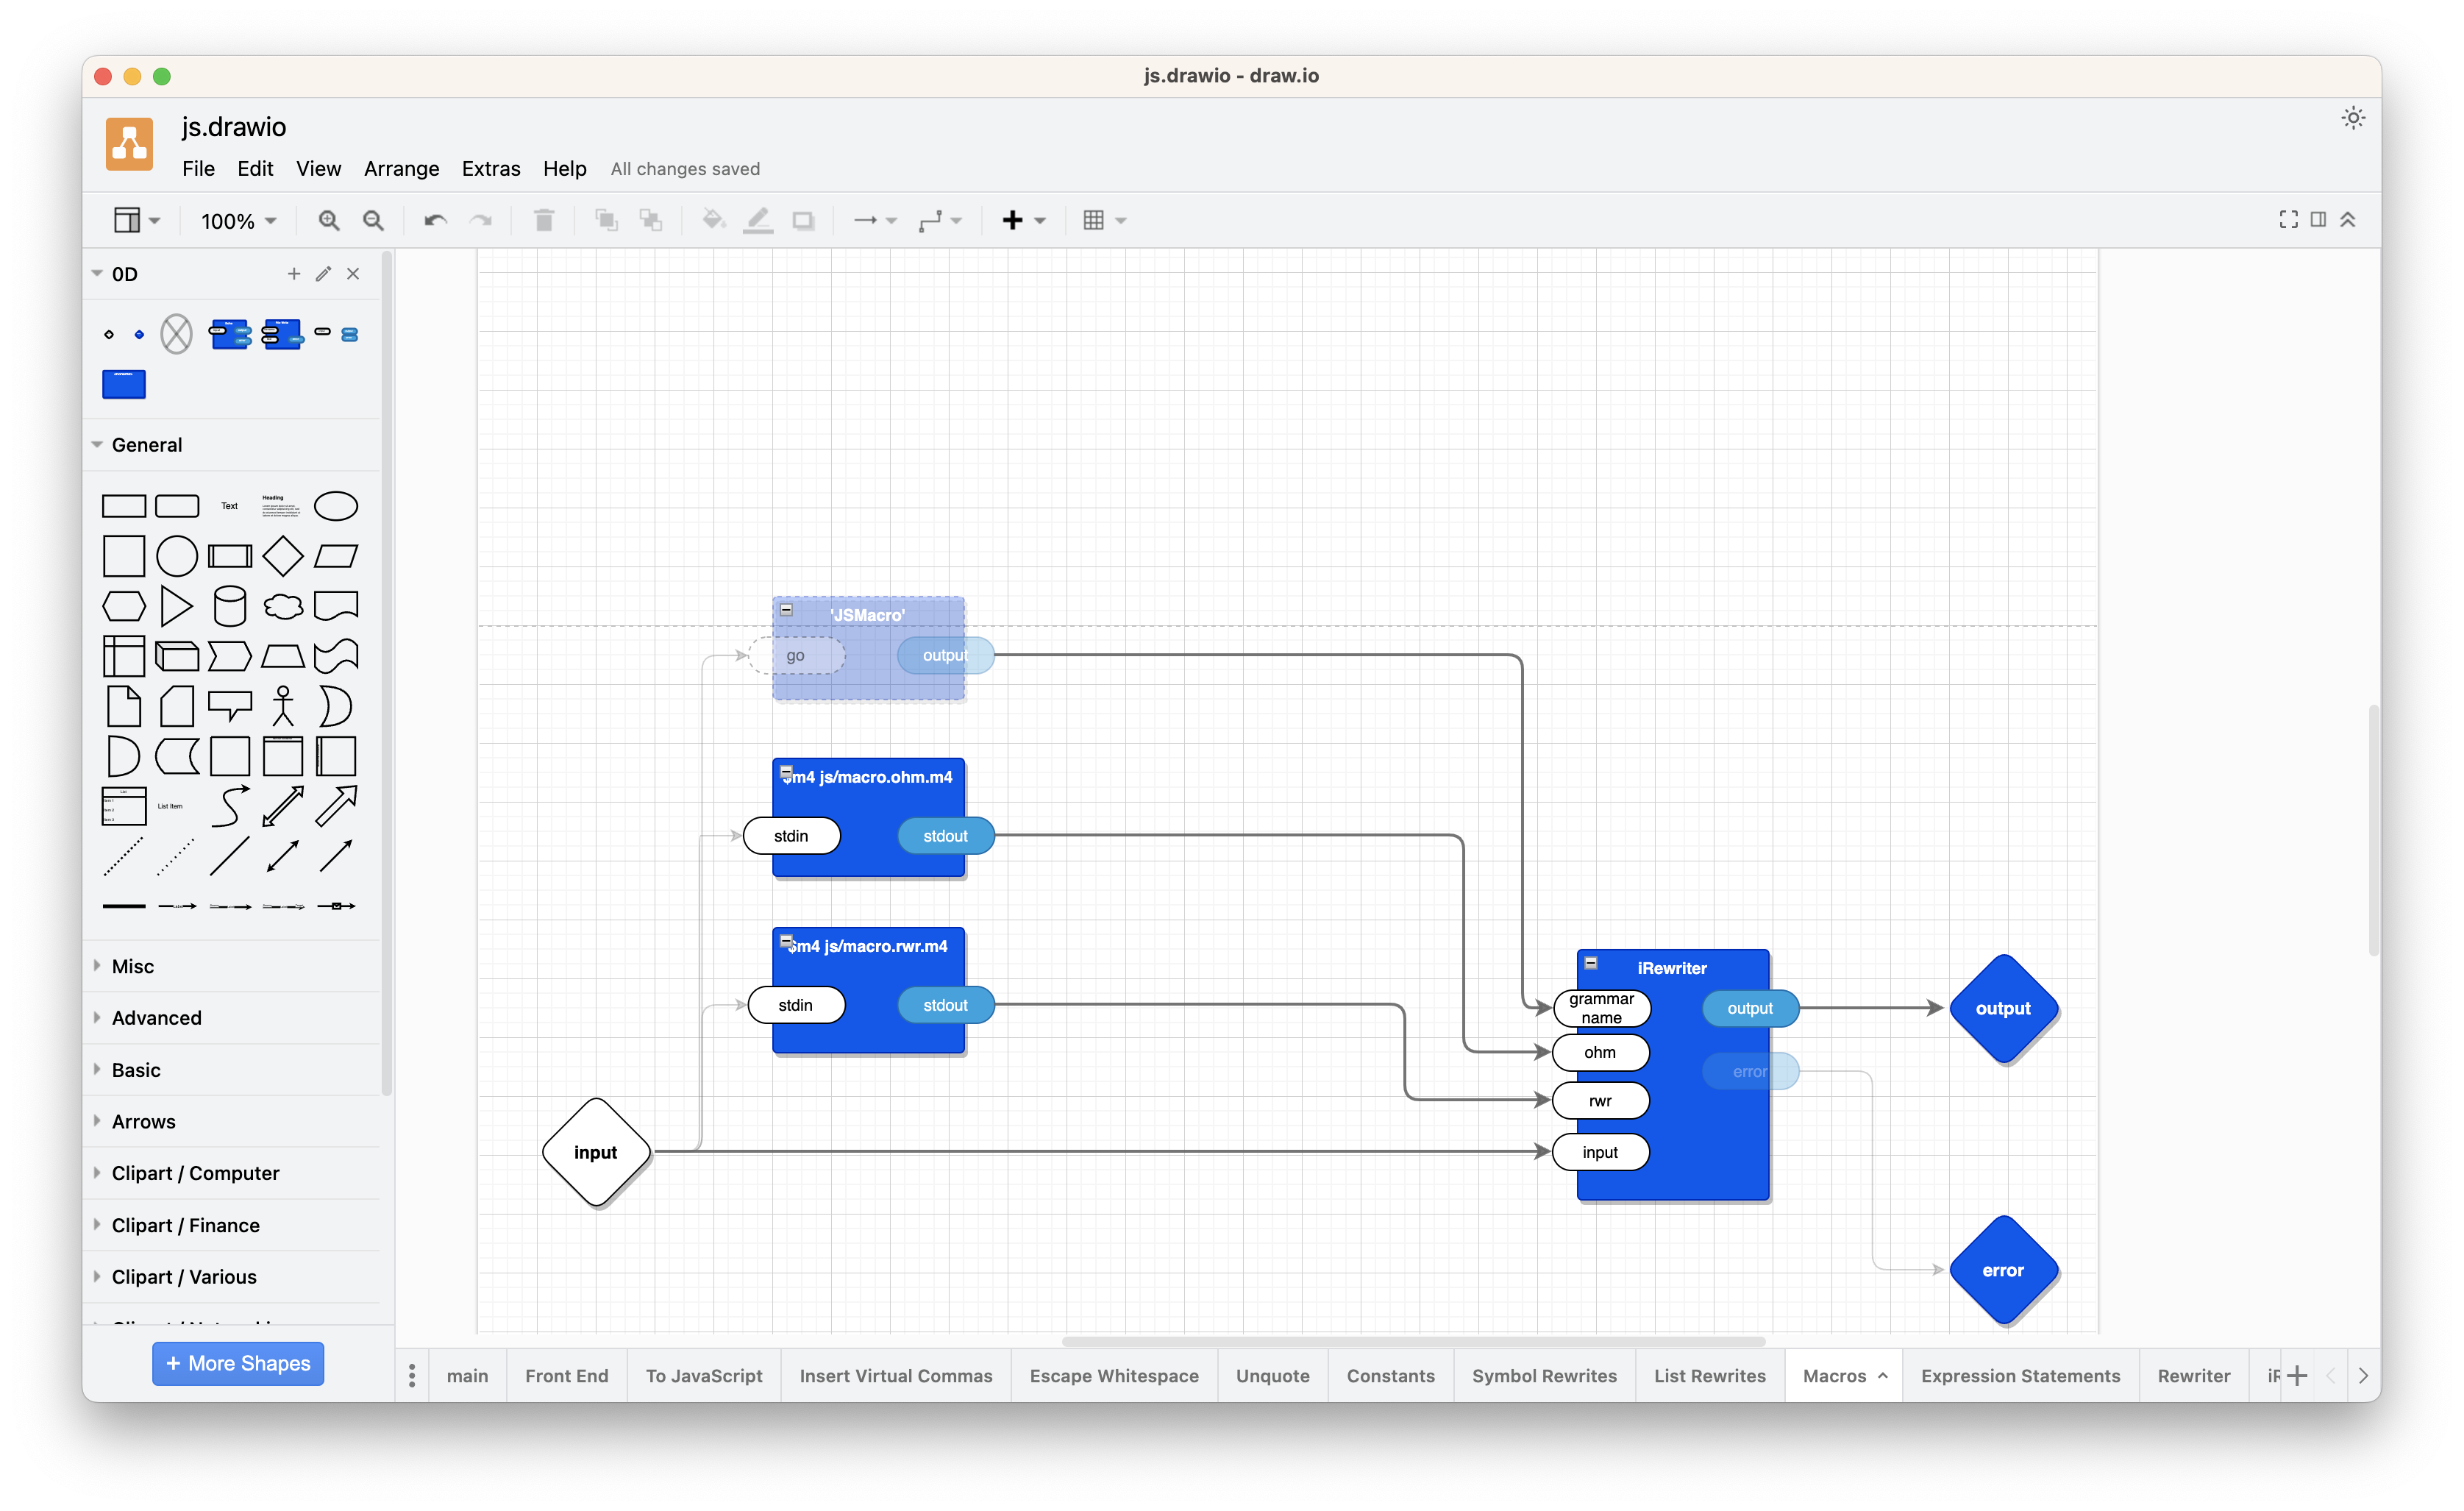 js.drawio - draw.io
js.drawio
File Edit View Arrange Extras Help All changes saved
100%
0D
General
Text
Heading
List Item
Misc
Advanced
Basic
Arrows
Clipart / Computer
Clipart / Finance
Clipart / Various
+ More Shapes
'JSMacro'
go output
$m4 js/macro.ohm.m4
stdin stdout
$m4 js/macro.rwr.m4
stdin stdout
input
iRewriter
grammar
name
output
ohm
error
rwr
input
output
error
main Front End To JavaScript Insert Virtual Commas Escape Whitespace Unquote Constants Symbol Rewrites List Rewrites Macros Expression Statements Rewriter